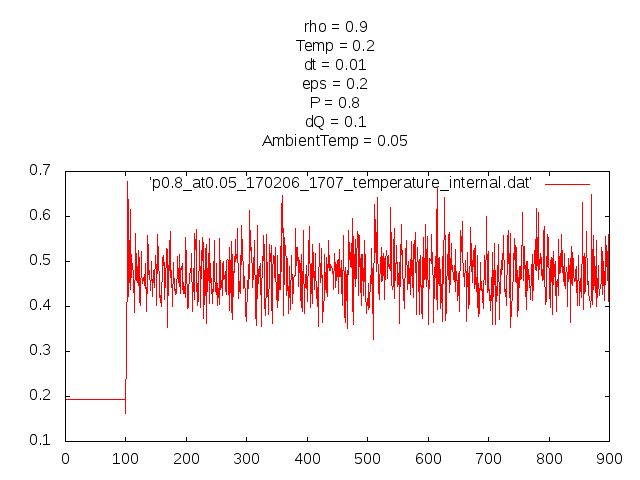 rho = 0.9
Temp = 0.2
dt = 0.01
eps = 0.2
P = 0.8
dQ = 0.1
AmbientTemp = 0.05
0.7
'p0.8_at0.05_170206_1707_temperature_internal.dat'
0.6
0.5
0.4
0.3
0.2
0.1
0 100 200 300 400 500 600 700 800 900